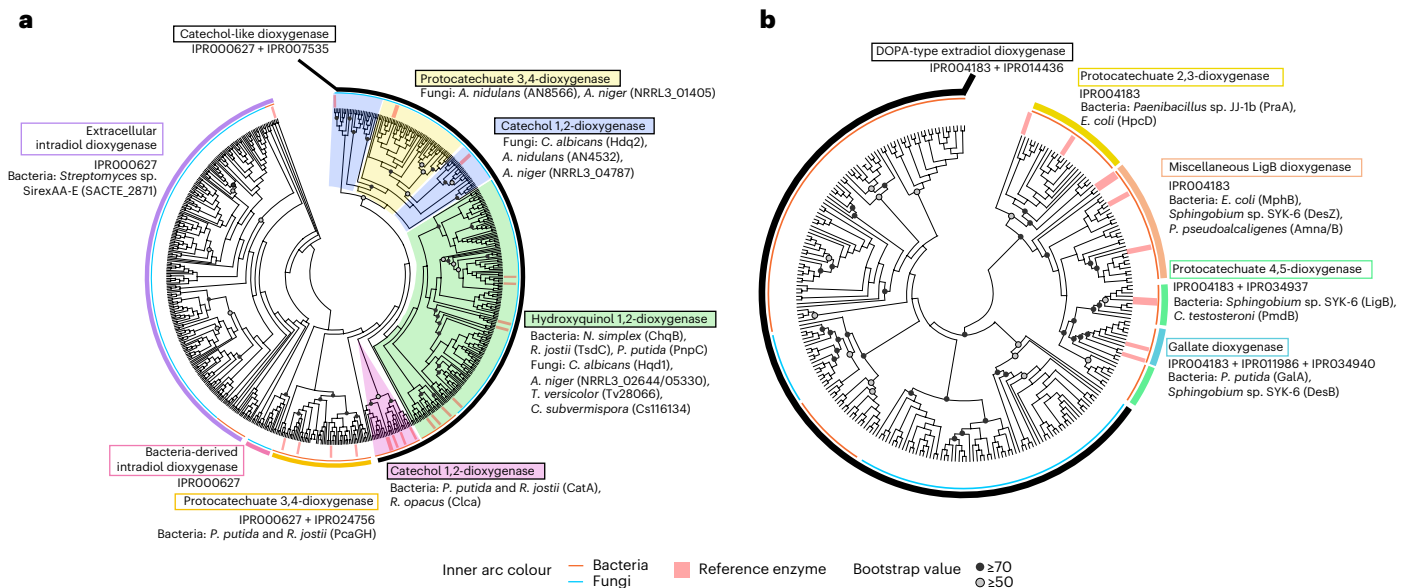 a
Catechol-like dioxygenase
IPR000627 + IPR007535
Protocatechuate 3,4-dioxygenase
Fungi: A. nidulans (AN8566), A. niger (NRRL3_01405)
Catechol 1,2-dioxygenase
Fungi: C. albicans (Hdq2),
A. nidulans (AN4532),
A. niger (NRRL3_04787)
Extracellular
intradiol dioxygenase
IPR000627
Bacteria: Streptomyces sp.
SirexAA-E (SACTE_2871)
Hydroxyquinol 1,2-dioxygenase
Bacteria: N. simplex (ChqB),
R. jostii (TsdC), P. putida (PnpC)
Fungi: C. albicans (Hqd1),
A. niger (NRRL3_02644/05330),
T. versicolor (Tv28066),
C. subvermispora (Cs116134)
Bacteria-derived
intradiol dioxygenase
IPR000627
Catechol 1,2-dioxygenase
Bacteria: P. putida and R. jostii (CatA),
R. opacus (Clca)
Protocatechuate 3,4-dioxygenase
IPR000627 + IPR024756
Bacteria: P. putida and R. jostii (PcaGH)
b
DOPA-type extradiol dioxygenase
IPR004183 + IPR014436
Protocatechuate 2,3-dioxygenase
IPR004183
Bacteria: Paenibacillus sp. JJ-1b (PraA),
E. coli (HpcD)
Miscellaneous LigB dioxygenase
IPR004183
Bacteria: E. coli (MphB),
Sphingobium sp. SYK-6 (DesZ),
P. pseudoalcaligenes (Amna/B)
Protocatechuate 4,5-dioxygenase
IPR004183 + IPR034937
Bacteria: Sphingobium sp. SYK-6 (LigB),
C. testosteroni (PmdB)
Gallate dioxygenase
IPR004183 + IPR011986 + IPR034940
Bacteria: P. putida (GalA),
Sphingobium sp. SYK-6 (DesB)
Inner arc colour
Bacteria
Fungi
Reference enzyme
Bootstrap value
≥70
≥50